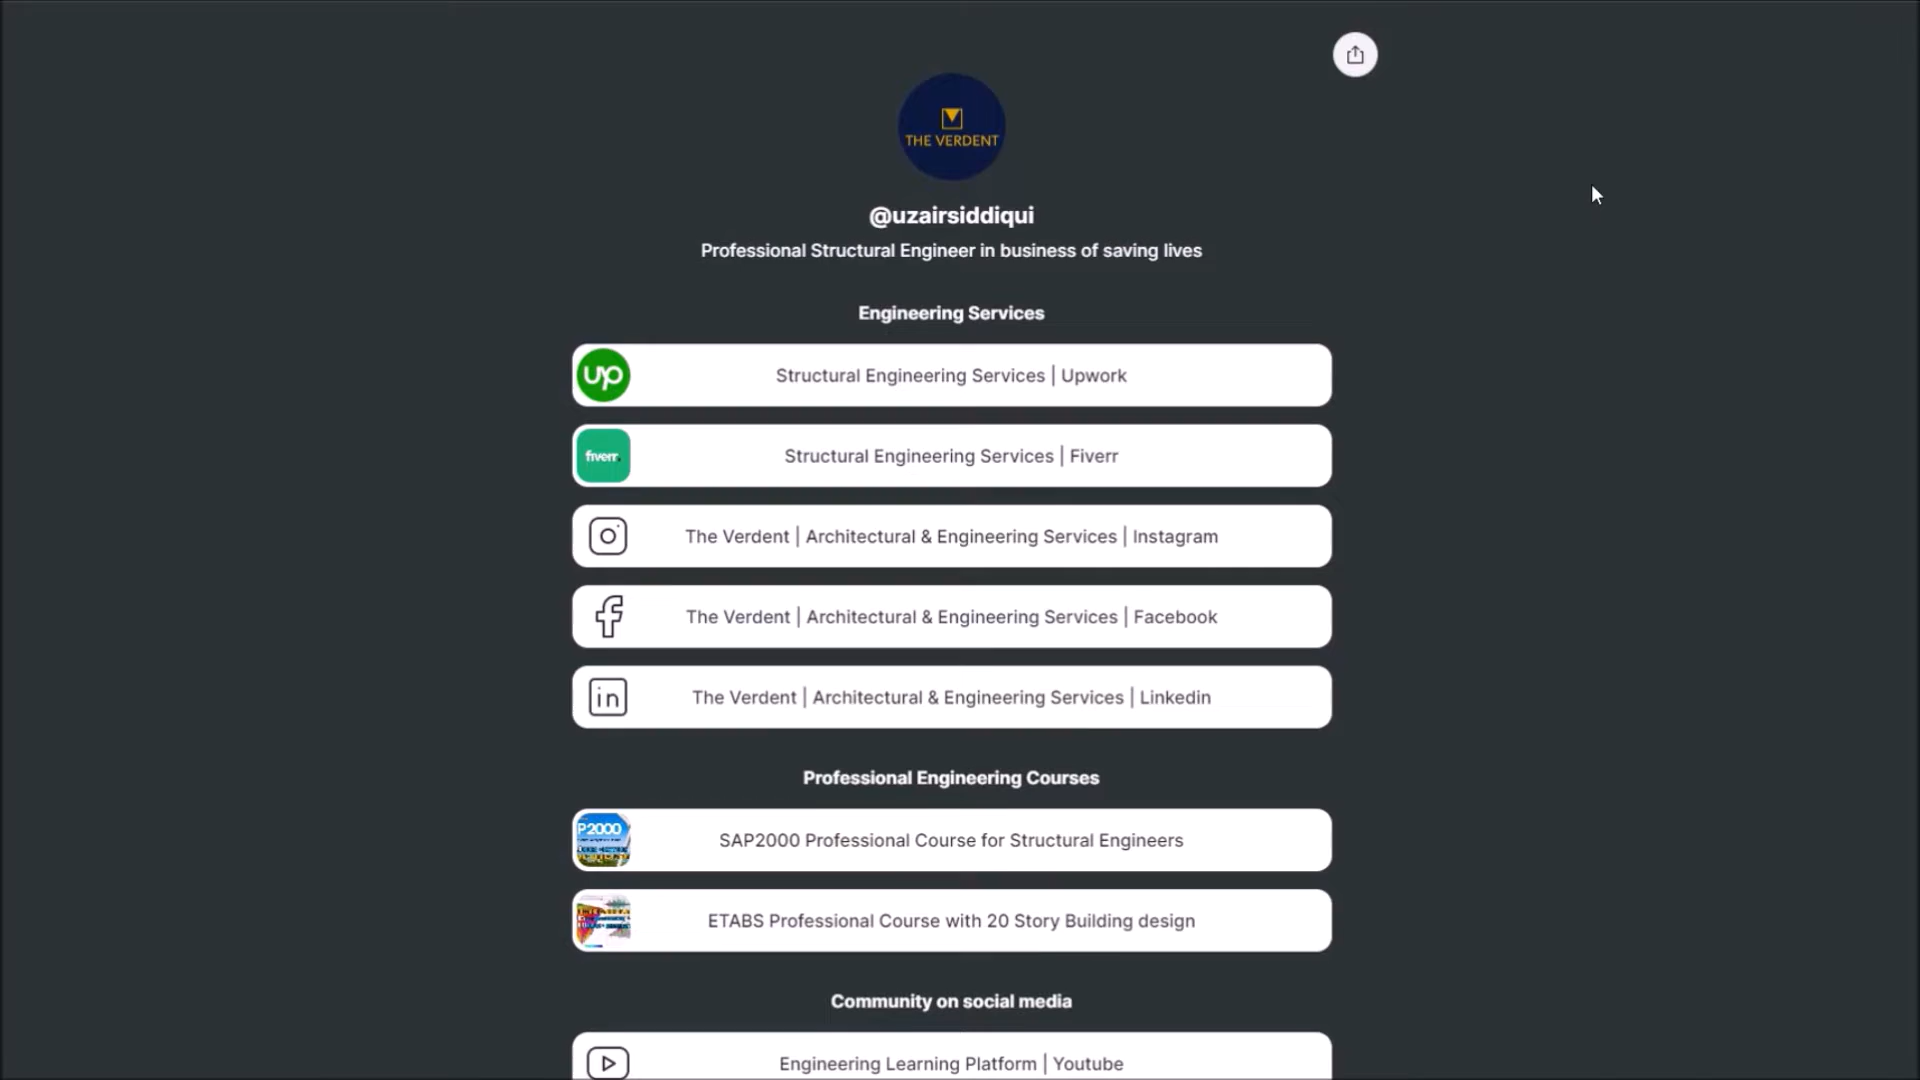 THE VERDENT
@uzairsiddiqui
Professional Structural Engineer in business of saving lives
Engineering Services
up
Structural Engineering Services | Upwork
fiverr.
Structural Engineering Services | Fiverr
The Verdent | Architectural & Engineering Services | Instagram
The Verdent | Architectural & Engineering Services | Facebook
in
The Verdent | Architectural & Engineering Services | Linkedin
Professional Engineering Courses
P2000
SAP2000 Professional Course for Structural Engineers
ETABS Professional Course with 20 Story Building design
Community on social media
Engineering Learning Platform | Youtube